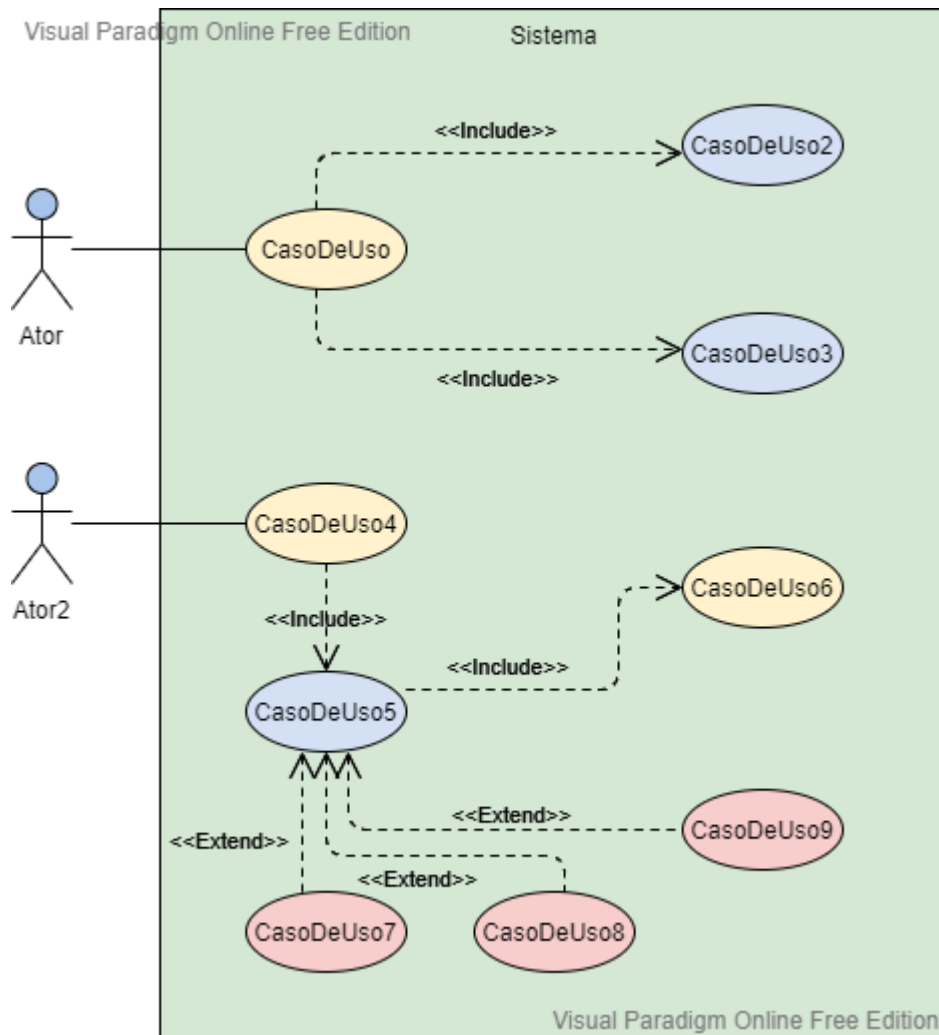 Visual Paradigm Online Free Edition
Sistema
<<Include>>
CasoDeUso2
CasoDeUso
Ator
CasoDeUso3
<<Include>>
CasoDeUso4
Ator2
CasoDeUso6
<<Include>>
<<Include>>
CasoDeUso5
<<Extend>>
CasoDeUso9
<<Extend>>
<<Extend>>
CasoDeUso7
CasoDeUso8
Visual Paradigm Online Free Edition